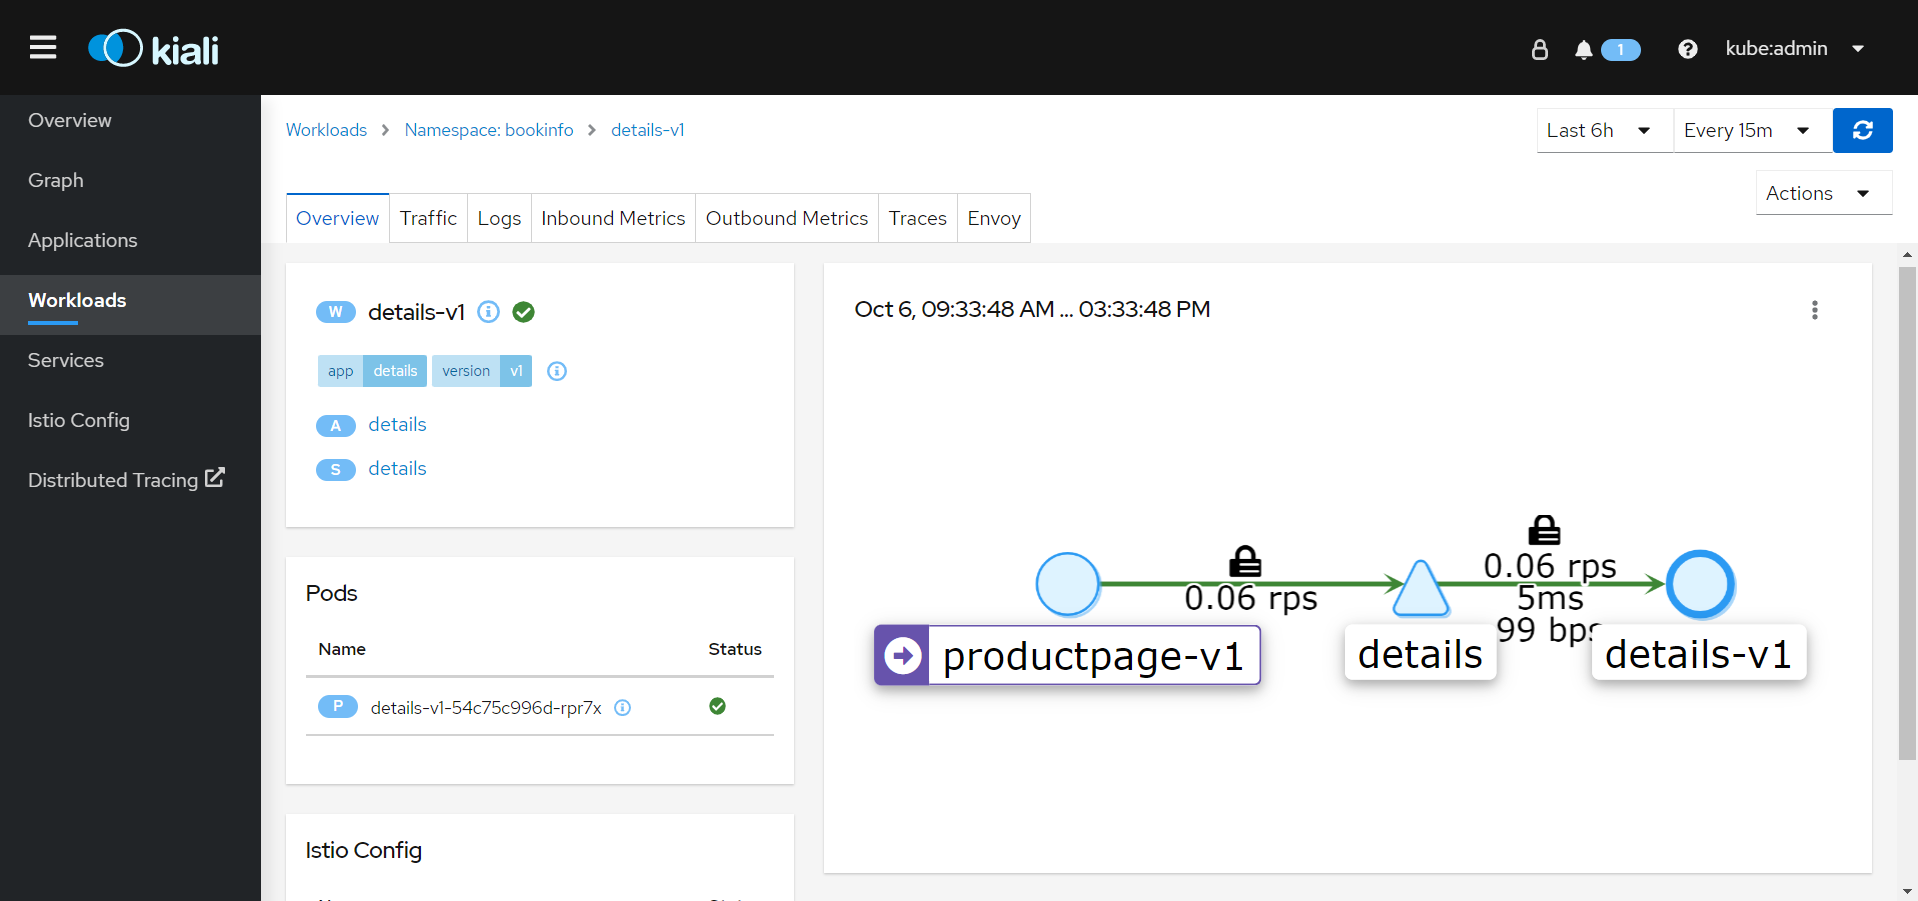 kiali
1
kube:admin
Overview
Graph
Applications
Workloads
Services
Istio Config
Distributed Tracing
Workloads > Namespace: bookinfo > details-v1
Last 6h
Every 15m
Actions
Overview
Traffic
Logs
Inbound Metrics
Outbound Metrics
Traces
Envoy
W details-v1
app details version v1
A details
S details
Pods
Name Status
P details-v1-54c75c996d-rpr7x
Istio Config
Oct 6, 09:33:48 AM ... 03:33:48 PM
0.06 rps
0.06 rps
5ms
99 bps
productpage-v1
details
details-v1